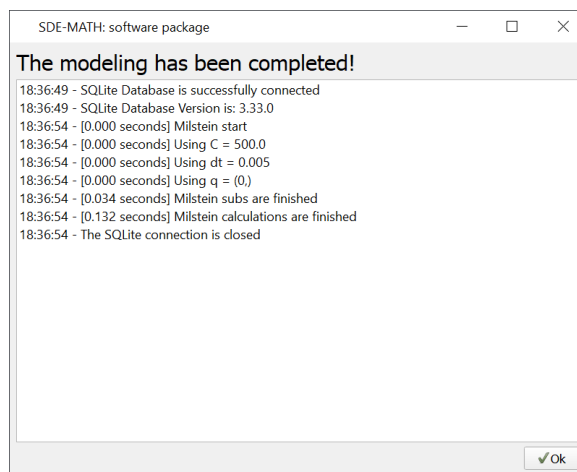 SDE-MATH: software package
The modeling has been completed!
18:36:49 - SQLite Database is successfully connected
18:36:49 - SQLite Database Version is: 3.33.0
18:36:54 - [0.000 seconds] Milstein start
18:36:54 - [0.000 seconds] Using C = 500.0
18:36:54 - [0.000 seconds] Using dt = 0.005
18:36:54 - [0.000 seconds] Using q = (0,)
18:36:54 - [0.034 seconds] Milstein subs are finished
18:36:54 - [0.132 seconds] Milstein calculations are finished
18:36:54 - The SQLite connection is closed
Ok